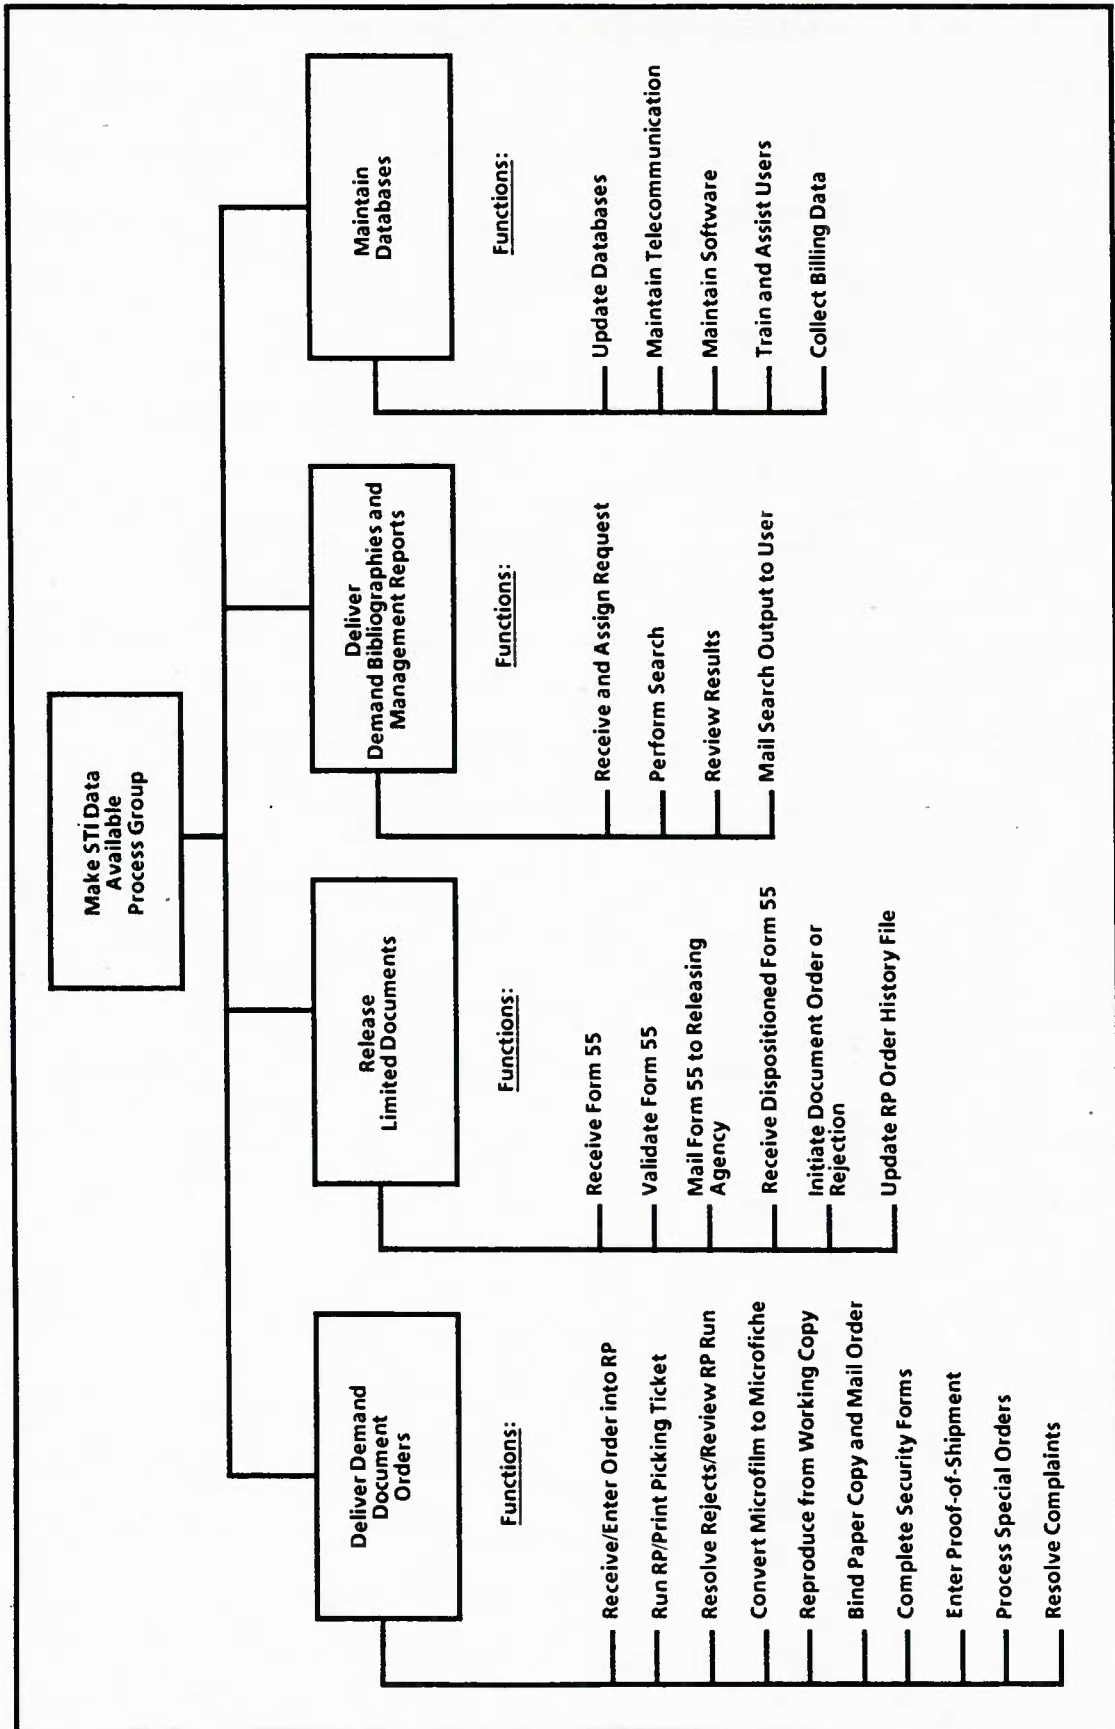 Make STI Data
Available
Process Group
Deliver Demand
Document
Orders
Functions:
Receive/Enter Order into RP
Run RP/Print Picking Ticket
Resolve Rejects/Review RP Run
Convert Microfilm to Microfiche
Reproduce from Working Copy
Bind Paper Copy and Mail Order
Complete Security Forms
Enter Proof-of-Shipment
Process Special Orders
Resolve Complaints
Release
Limited Documents
Functions:
Receive Form 55
Validate Form 55
Mail Form 55 to Releasing
Agency
Receive Dispositioned Form 55
Initiate Document Order or
Rejection
Update RP Order History File
Deliver
Demand Bibliographies and
Management Reports
Functions:
Receive and Assign Request
Perform Search
Review Results
Mail Search Output to User
Maintain
Databases
Functions:
Update Databases
Maintain Telecommunication
Maintain Software
Train and Assist Users
Collect Billing Data